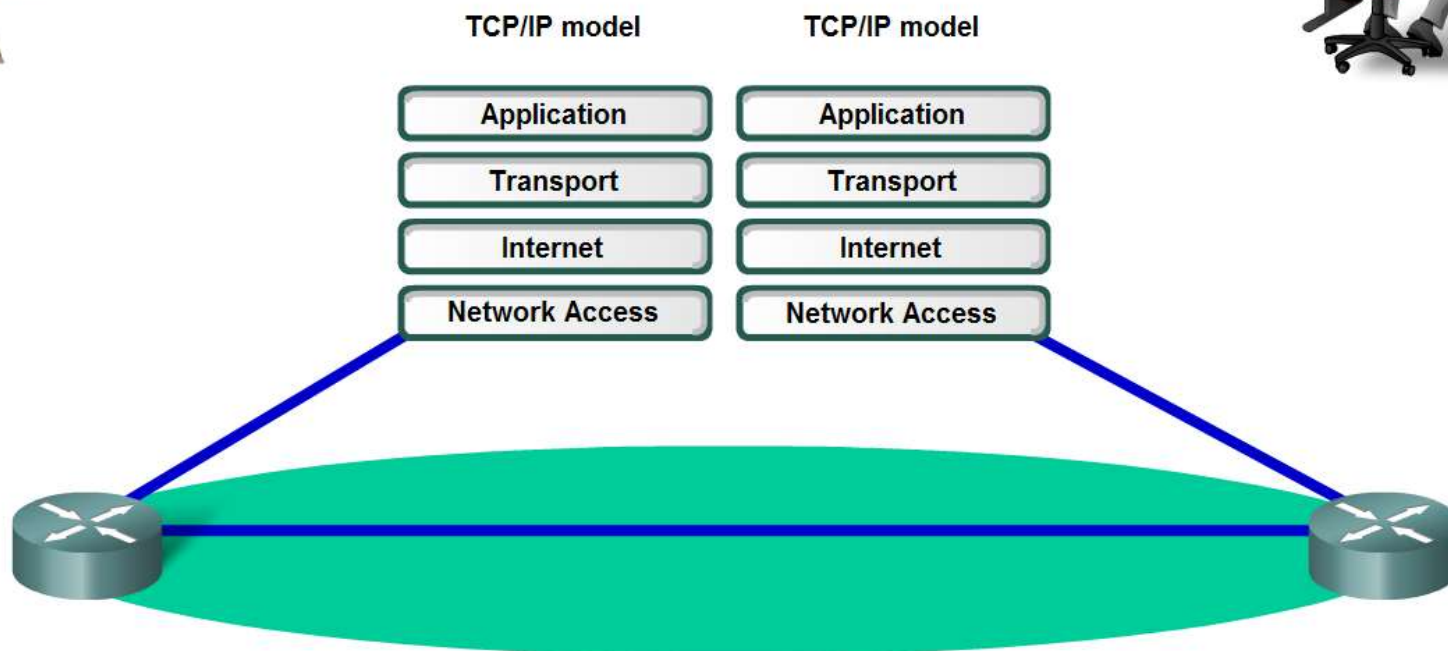 TCP/IP model TCP/IP model
Application Application
Transport Transport
Internet Internet
Network Access Network Access